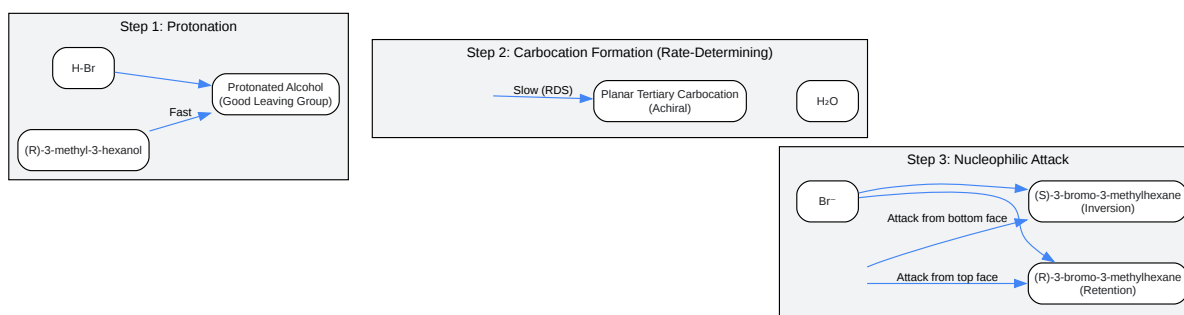 Step 1: Protonation
H-Br
Protonated Alcohol
(Good Leaving Group)
Fast
(R)-3-methyl-3-hexanol
Step 2: Carbocation Formation (Rate-Determining)
Slow (RDS)
Planar Tertiary Carbocation
(Achiral)
H₂O
Step 3: Nucleophilic Attack
Br⁻
(S)-3-bromo-3-methylhexane
(Inversion)
Attack from bottom face
Attack from top face
(R)-3-bromo-3-methylhexane
(Retention)